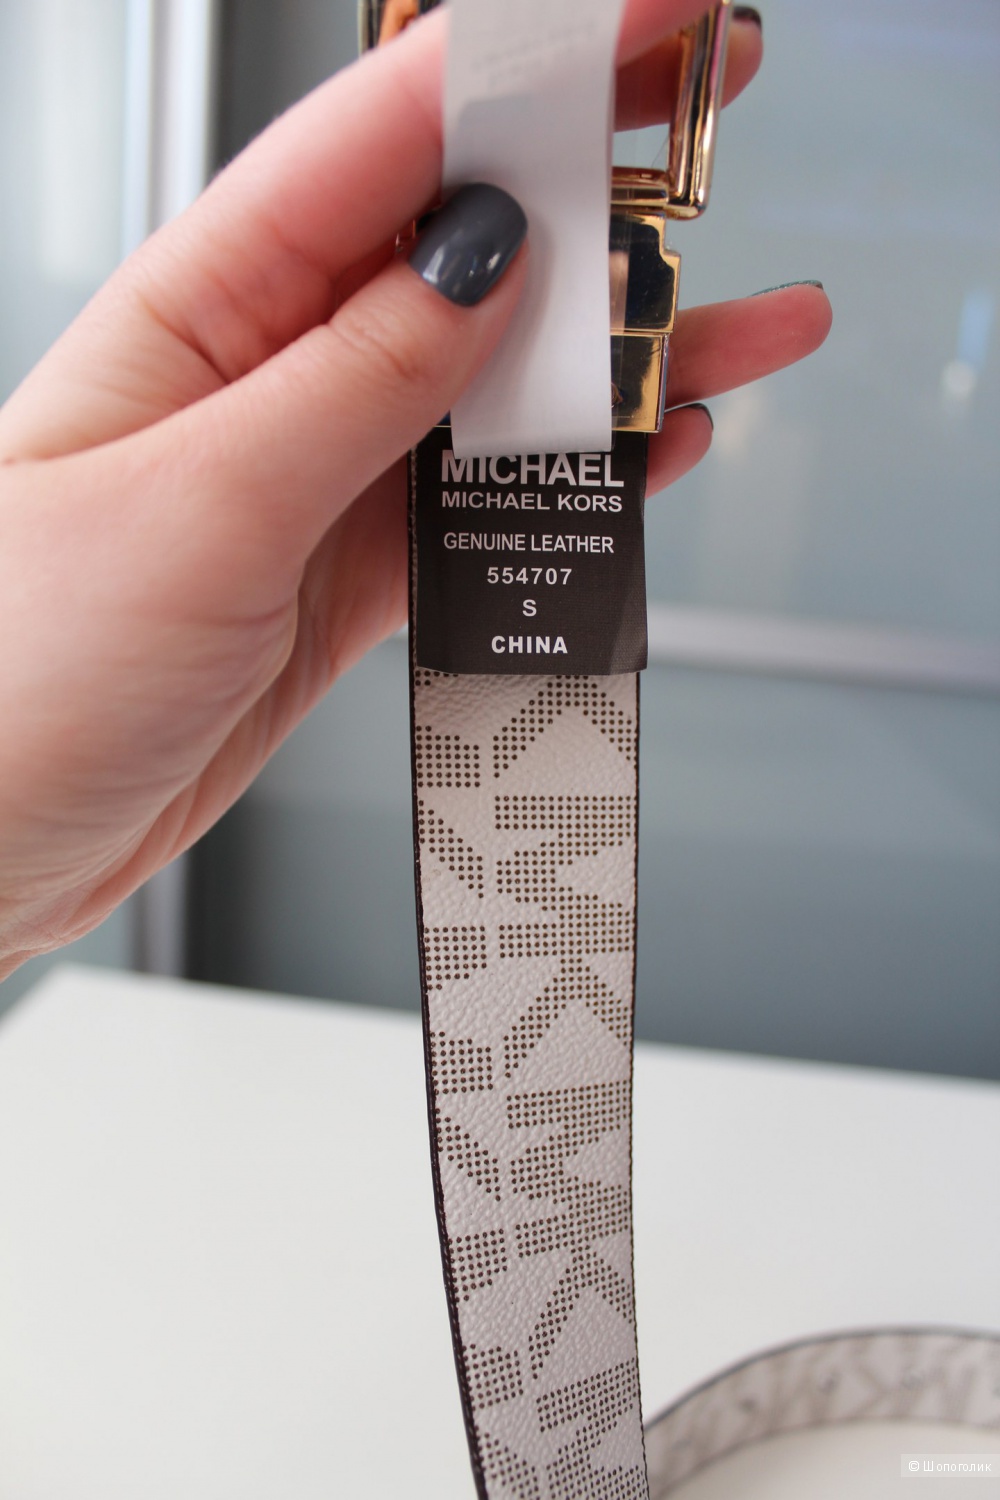 MICHAEL
MICHAEL KORS
GENUINE LEATHER
554707
S
CHINA
© Шопоголик